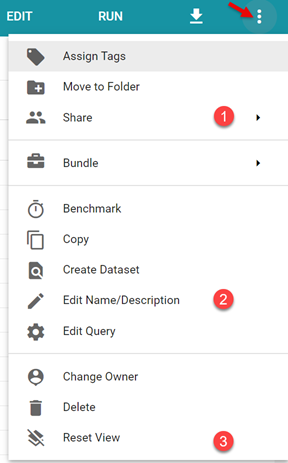 EDIT RUN
Assign Tags
Move to Folder
Share 1
Bundle
Benchmark
Copy
Create Dataset
Edit Name/Description 2
Edit Query
Change Owner
Delete
Reset View 3